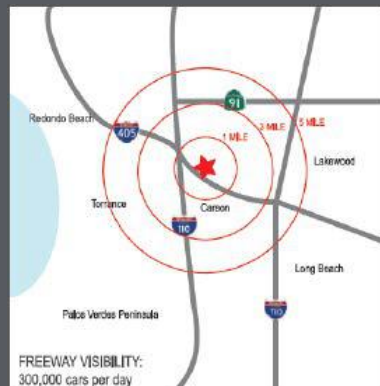 91
Redondo Beach
405
1 MILE
3 MILE
5 MILE
Lakewood
Torrance
Carson
110
Long Beach
110
Palos Verdes Peninsula
FREEWAY VISIBILITY:
300,000 cars per day